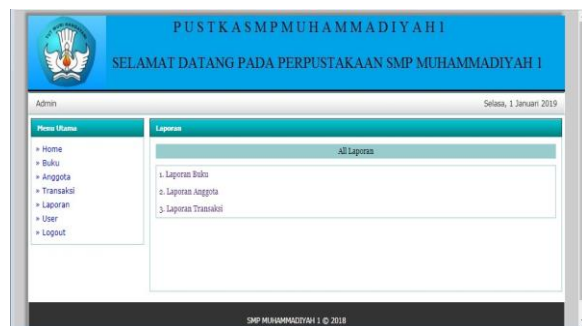 P U S T K A S M P M U H A M M A D I Y A H 1
SELAMAT DATANG PADA PERPUSTAKAAN SMP MUHAMMADIYAH 1
Admin
Selasa, 1 Januari 2019
Menu Utama
» Home
» Buku
» Anggota
» Transaksi
» Laporan
» User
» Logout
Laporan
All Laporan
1. Laporan Buku
2. Laporan Anggota
3. Laporan Transaksi
SMP MUHAMMADIYAH 1 © 2018